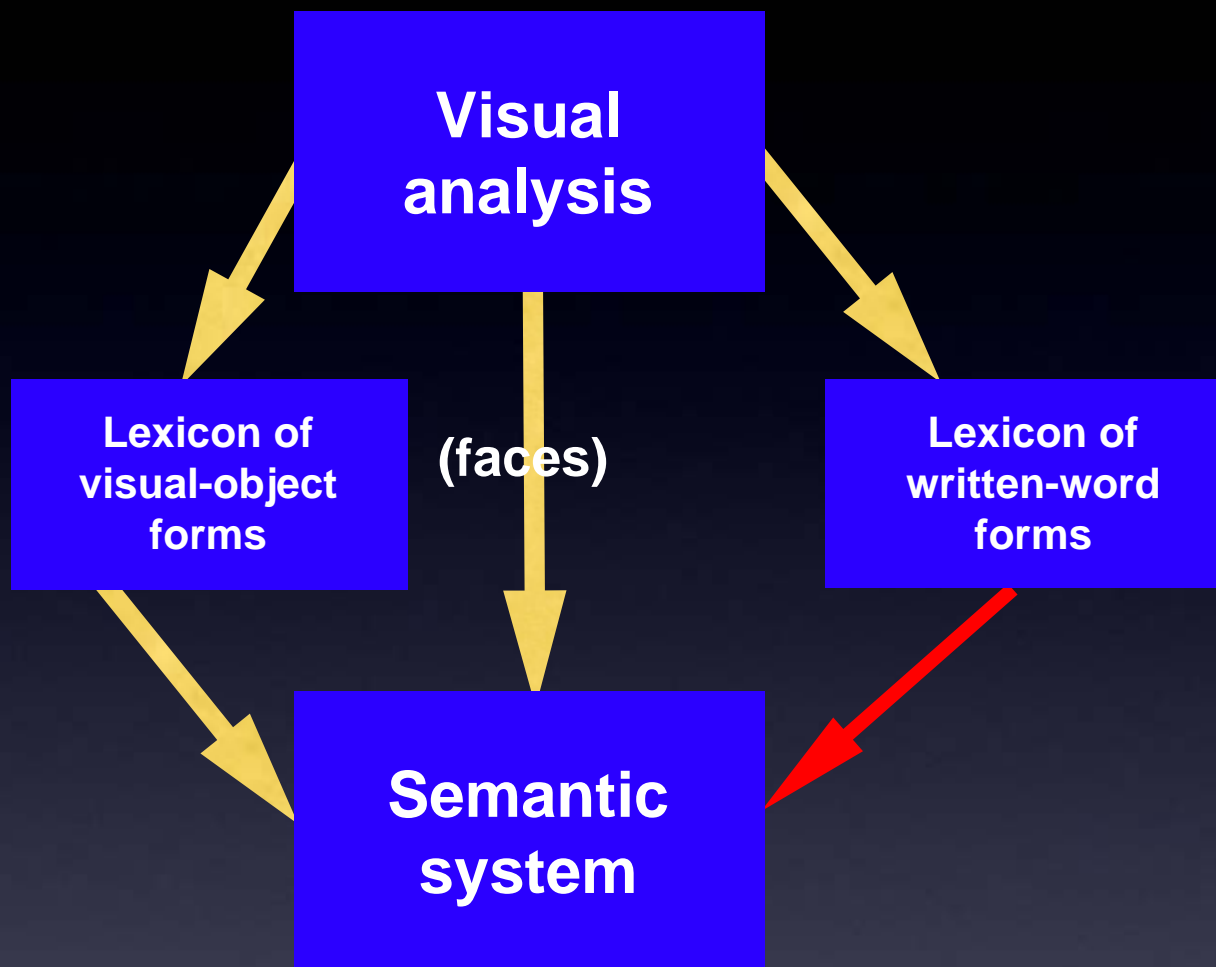 Visual
analysis
Lexicon of
visual-object
forms
(faces)
Lexicon of
written-word
forms
Semantic
system